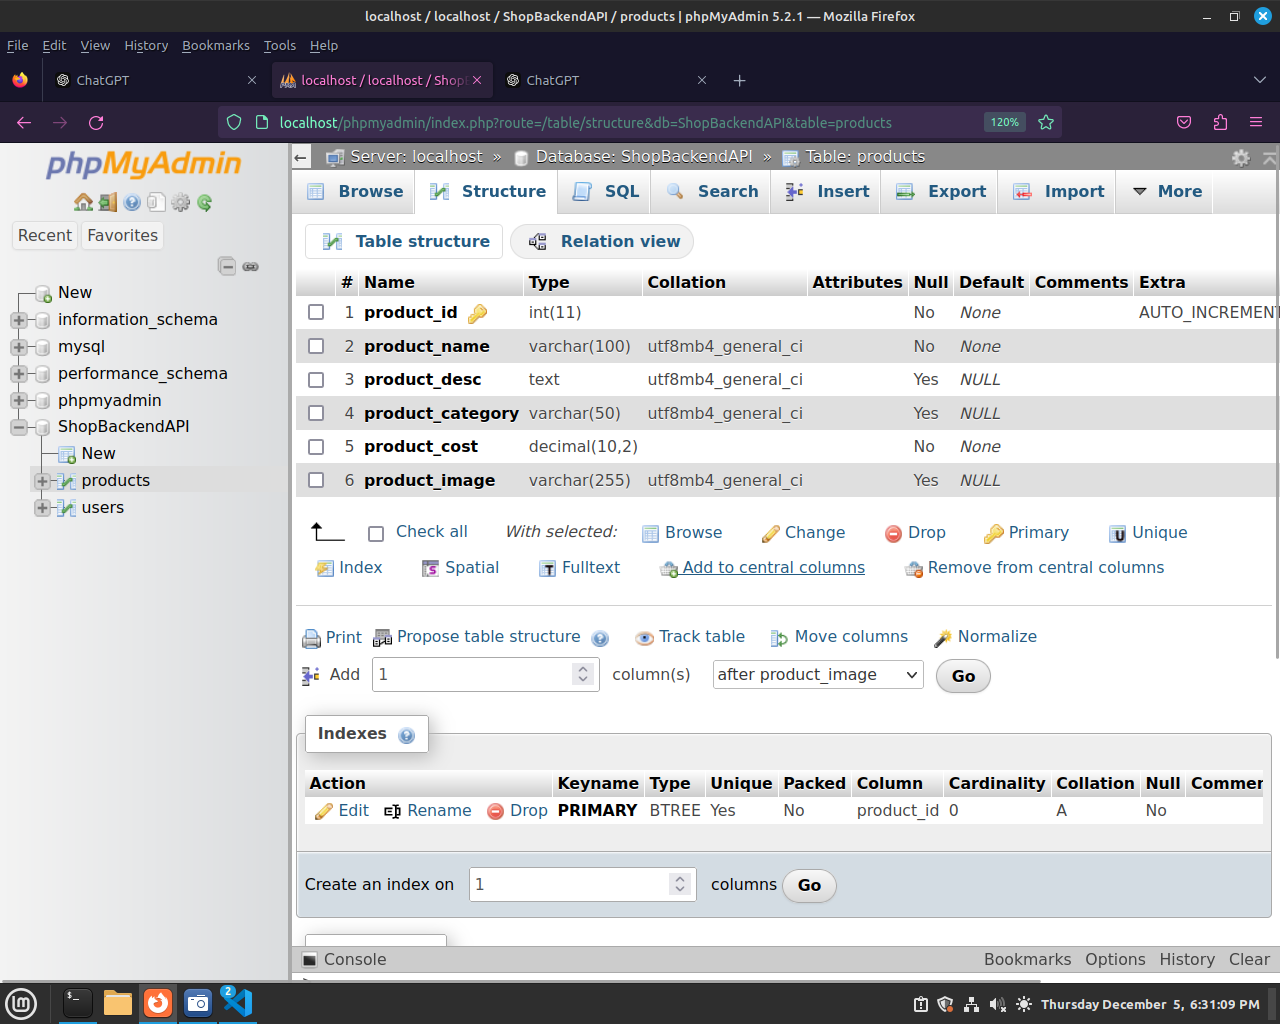 localhost / localhost / ShopBackendAPI / products | phpMyAdmin 5.2.1 — Mozilla Firefox
File Edit View History Bookmarks Tools Help
ChatGPT
localhost / localhost / Shop
ChatGPT
localhost/phpmyadmin/index.php?route=/table/structure&db=ShopBackendAPI&table=products 120%
phpMyAdmin
Recent Favorites
New
information_schema
mysql
performance_schema
phpmyadmin
ShopBackendAPI
New
products
users
Server: localhost » Database: ShopBackendAPI » Table: products
Browse Structure SQL Search Insert Export Import More
Table structure Relation view
# Name Type Collation Attributes Null Default Comments Extra
1 product_id int(11) No None AUTO_INCREMENT
2 product_name varchar(100) utf8mb4_general_ci No None
3 product_desc text utf8mb4_general_ci Yes NULL
4 product_category varchar(50) utf8mb4_general_ci Yes NULL
5 product_cost decimal(10,2) No None
6 product_image varchar(255) utf8mb4_general_ci Yes NULL
Check all With selected: Browse Change Drop Primary Unique
Index Spatial Fulltext Add to central columns Remove from central columns
Print Propose table structure Track table Move columns Normalize
Add 1 column(s) after product_image Go
Indexes
Action Keyname Type Unique Packed Column Cardinality Collation Null Commen
Edit Rename Drop PRIMARY BTREE Yes No product_id 0 A No
Create an index on 1 columns Go
Console Bookmarks Options History Clear
2
Thursday December 5, 6:31:09 PM